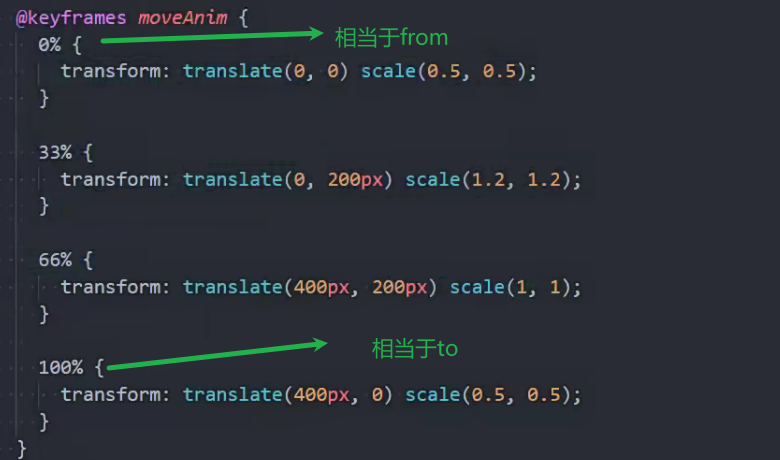 @keyframes moveAnim {
0% {
相当于from
transform: translate(0, 0) scale(0.5, 0.5);
}
33% {
transform: translate(0, 200px) scale(1.2, 1.2);
}
66% {
transform: translate(400px, 200px) scale(1, 1);
}
相当于to
100% {
transform: translate(400px, 0) scale(0.5, 0.5);
}
}